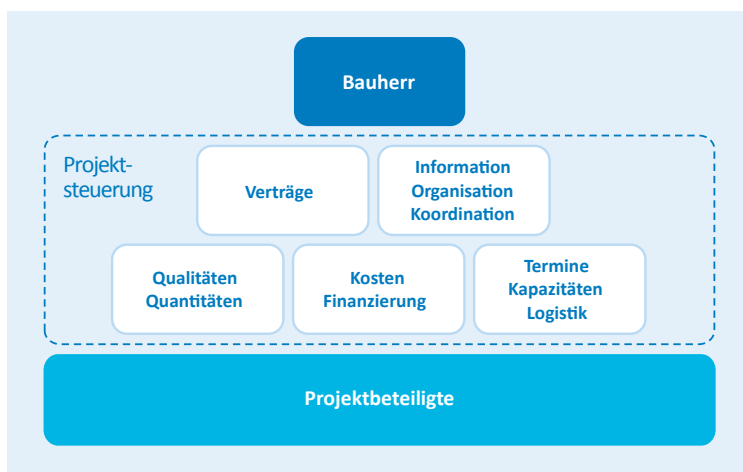 Bauherr
Projekt-
steuerung
Verträge
Information
Organisation
Koordination
Qualitäten
Quantitäten
Kosten
Finanzierung
Termine
Kapazitäten
Logistik
Projektbeteiligte